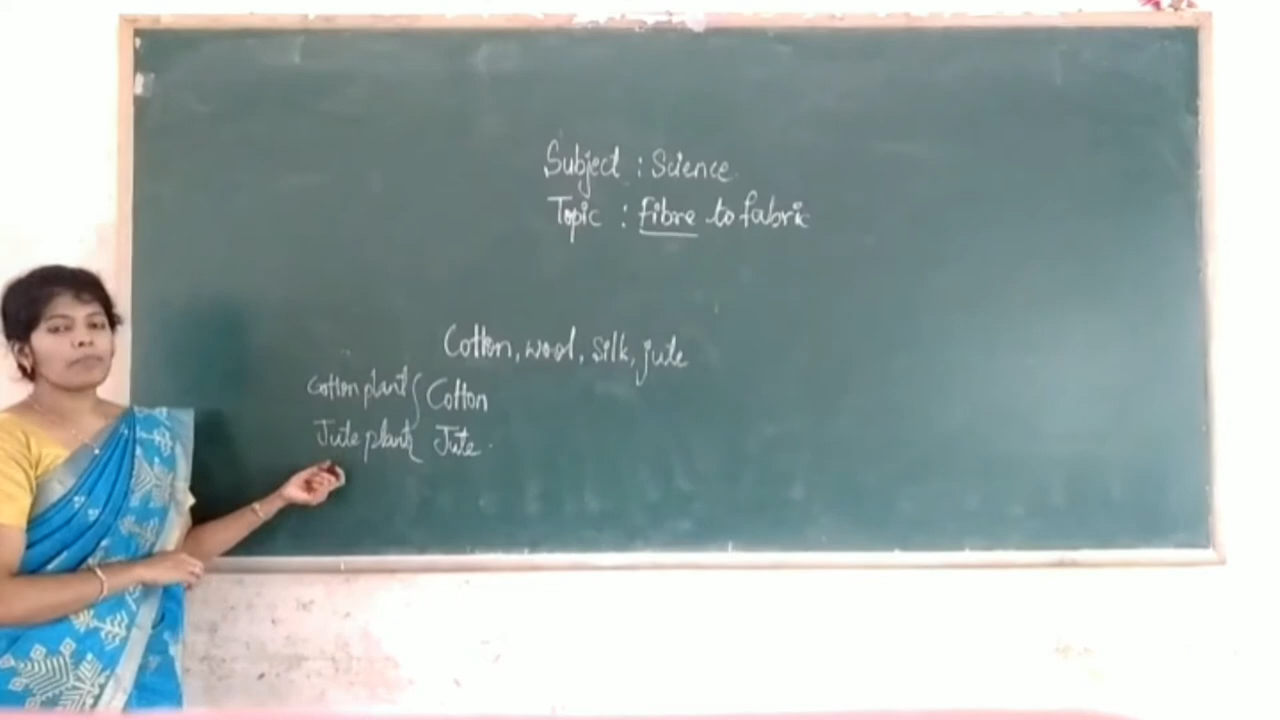 Subject : Science
Topic : fibre to fabric
Cotton, wool, silk, jute
Cotton plant { Cotton
Jute plant { Jute